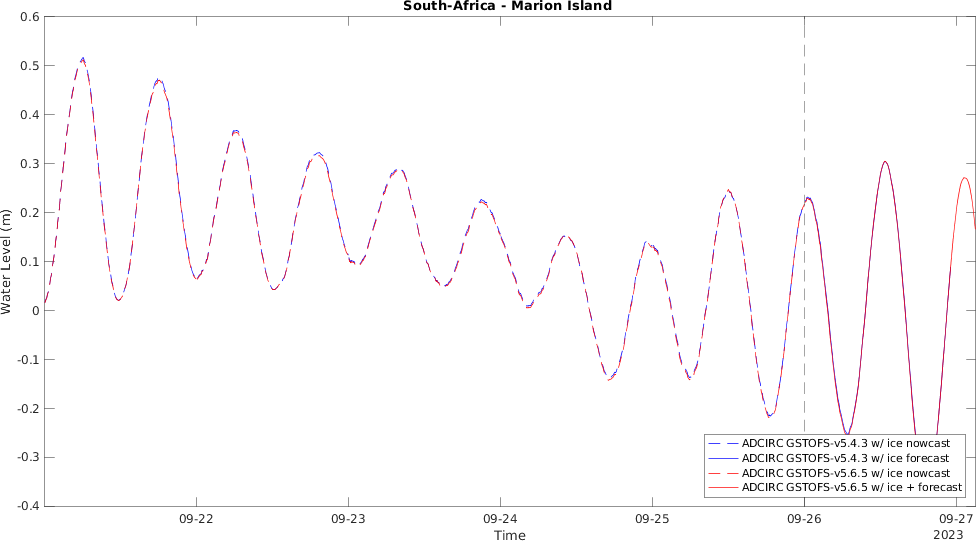 South-Africa - Marion Island
0.6
0.5
0.4
0.3
0.2
0.1
0
-0.1
-0.2
-0.3
-0.4
Water Level (m)
ADCIRC GSTOFS-v5.4.3 w/ ice nowcast
ADCIRC GSTOFS-v5.4.3 w/ ice forecast
ADCIRC GSTOFS-v5.6.5 w/ ice nowcast
ADCIRC GSTOFS-v5.6.5 w/ ice + forecast
09-22
09-23
09-24
09-25
09-26
09-27
Time
2023